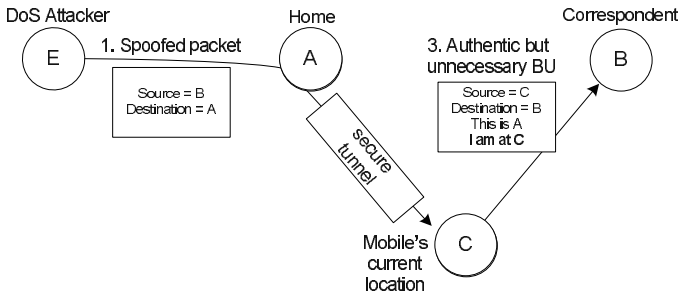 DoS Attacker
Home
Correspondent
E
1. Spoofed packet
A
3. Authentic but
unnecessary BU
B
Source = B
Destination = A
Source = C
Destination = B
This is A
I am at C
secure
tunnel
Mobile's
current
location
C